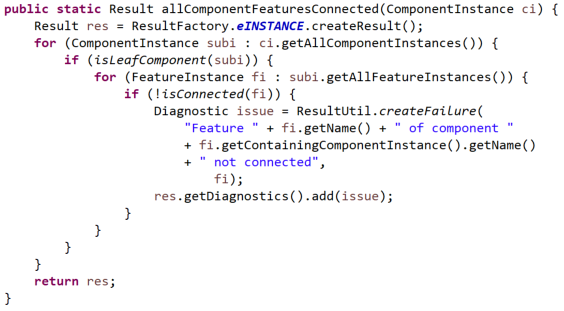 public static Result allComponentFeaturesConnected(ComponentInstance ci) {
    Result res = ResultFactory.eINSTANCE.createResult();
    for (ComponentInstance subi : ci.getAllComponentInstances()) {
        if (isLeafComponent(subi)) {
            for (FeatureInstance fi : subi.getAllFeatureInstances()) {
                if (!isConnected(fi)) {
                    Diagnostic issue = ResultUtil.createFailure(
                        "Feature " + fi.getName() + " of component "
                        + fi.getContainingComponentInstance().getName()
                        + " not connected",
                            fi);
                    res.getDiagnostics().add(issue);
                }
            }
        }
    }
    return res;
}